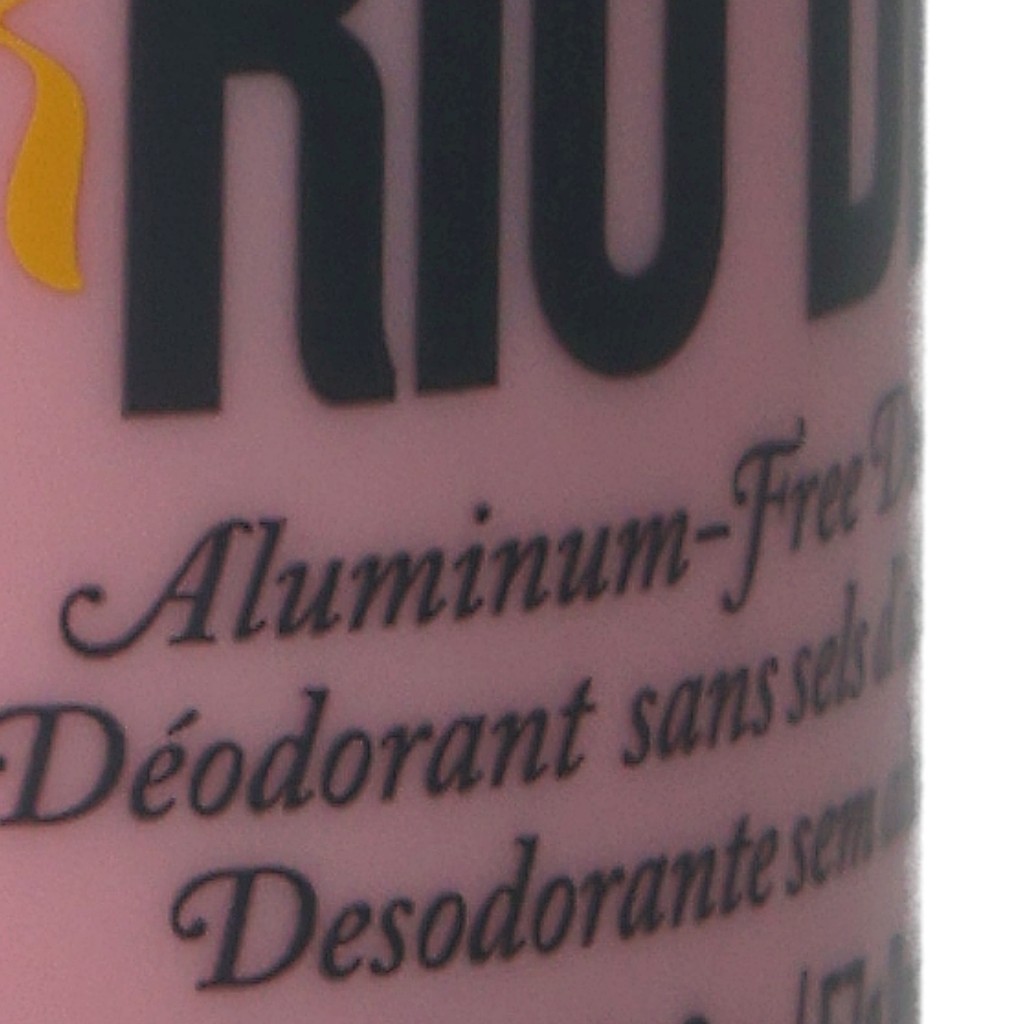 RIO
Aluminum-Free
Déodorant sans sels
Desodorante sem